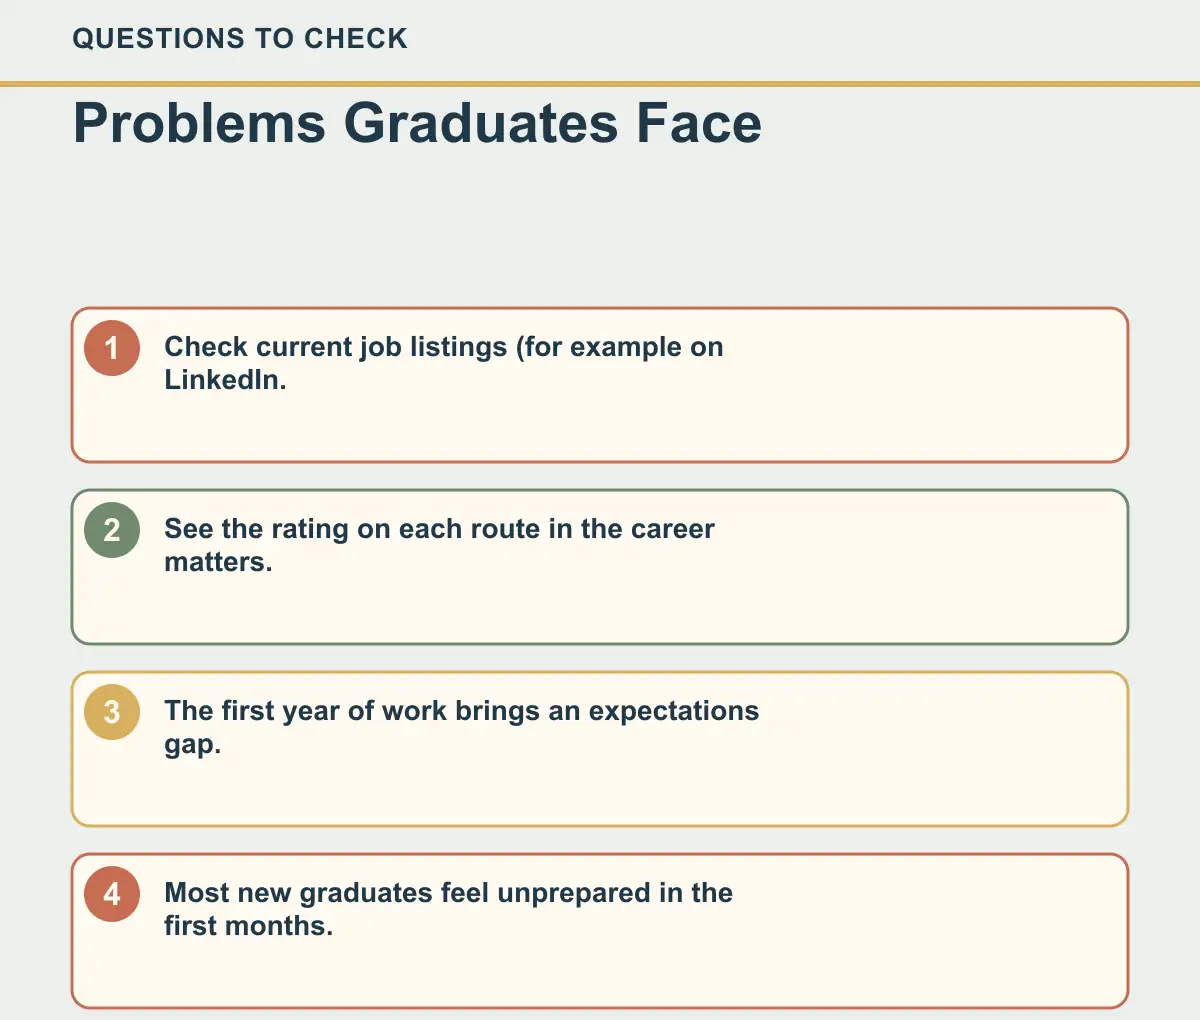 QUESTIONS TO CHECK
Problems Graduates Face
1
Check current job listings (for example on
LinkedIn.
2
See the rating on each route in the career
matters.
3
The first year of work brings an expectations
gap.
4
Most new graduates feel unprepared in the
first months.